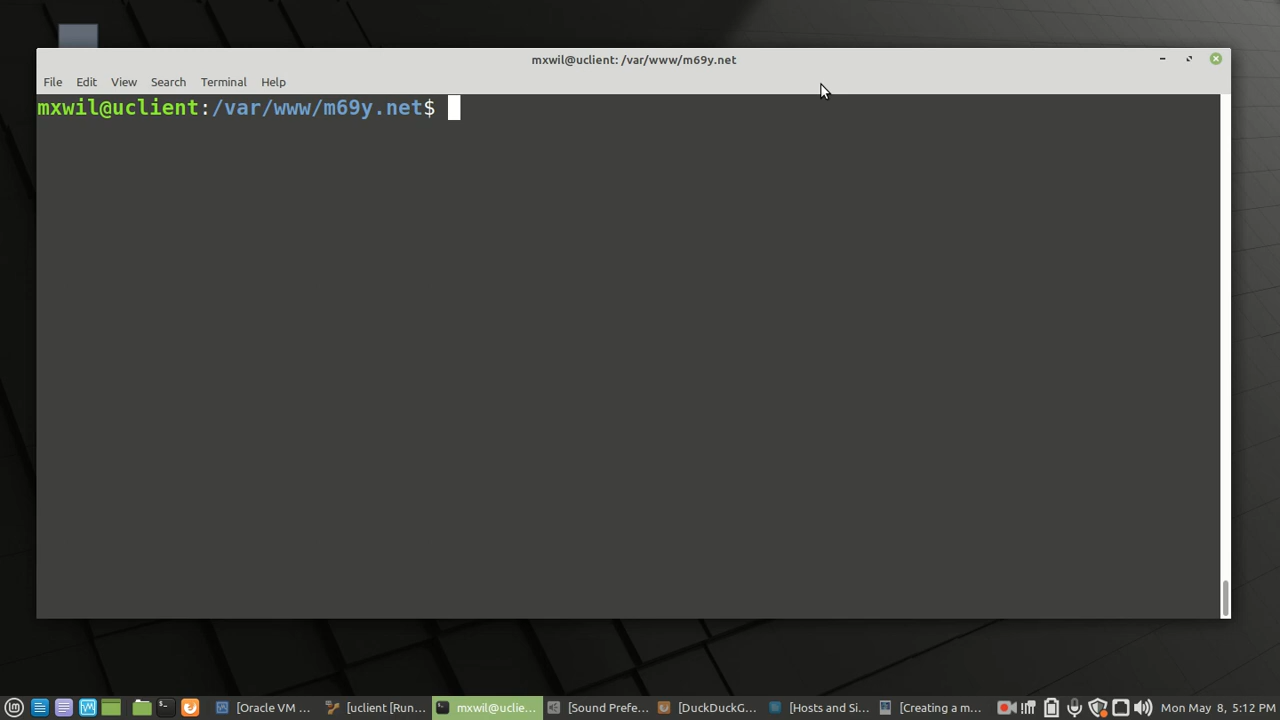 mxwil@uclient: /var/www/m69y.net
File Edit View Search Terminal Help
mxwil@uclient:/var/www/m69y.net$
[Oracle VM ... [uclient [Run... mxwil@uclie... [Sound Prefe... [DuckDuckG... [Hosts and Si... [Creating a m... Mon May 8, 5:12 PM